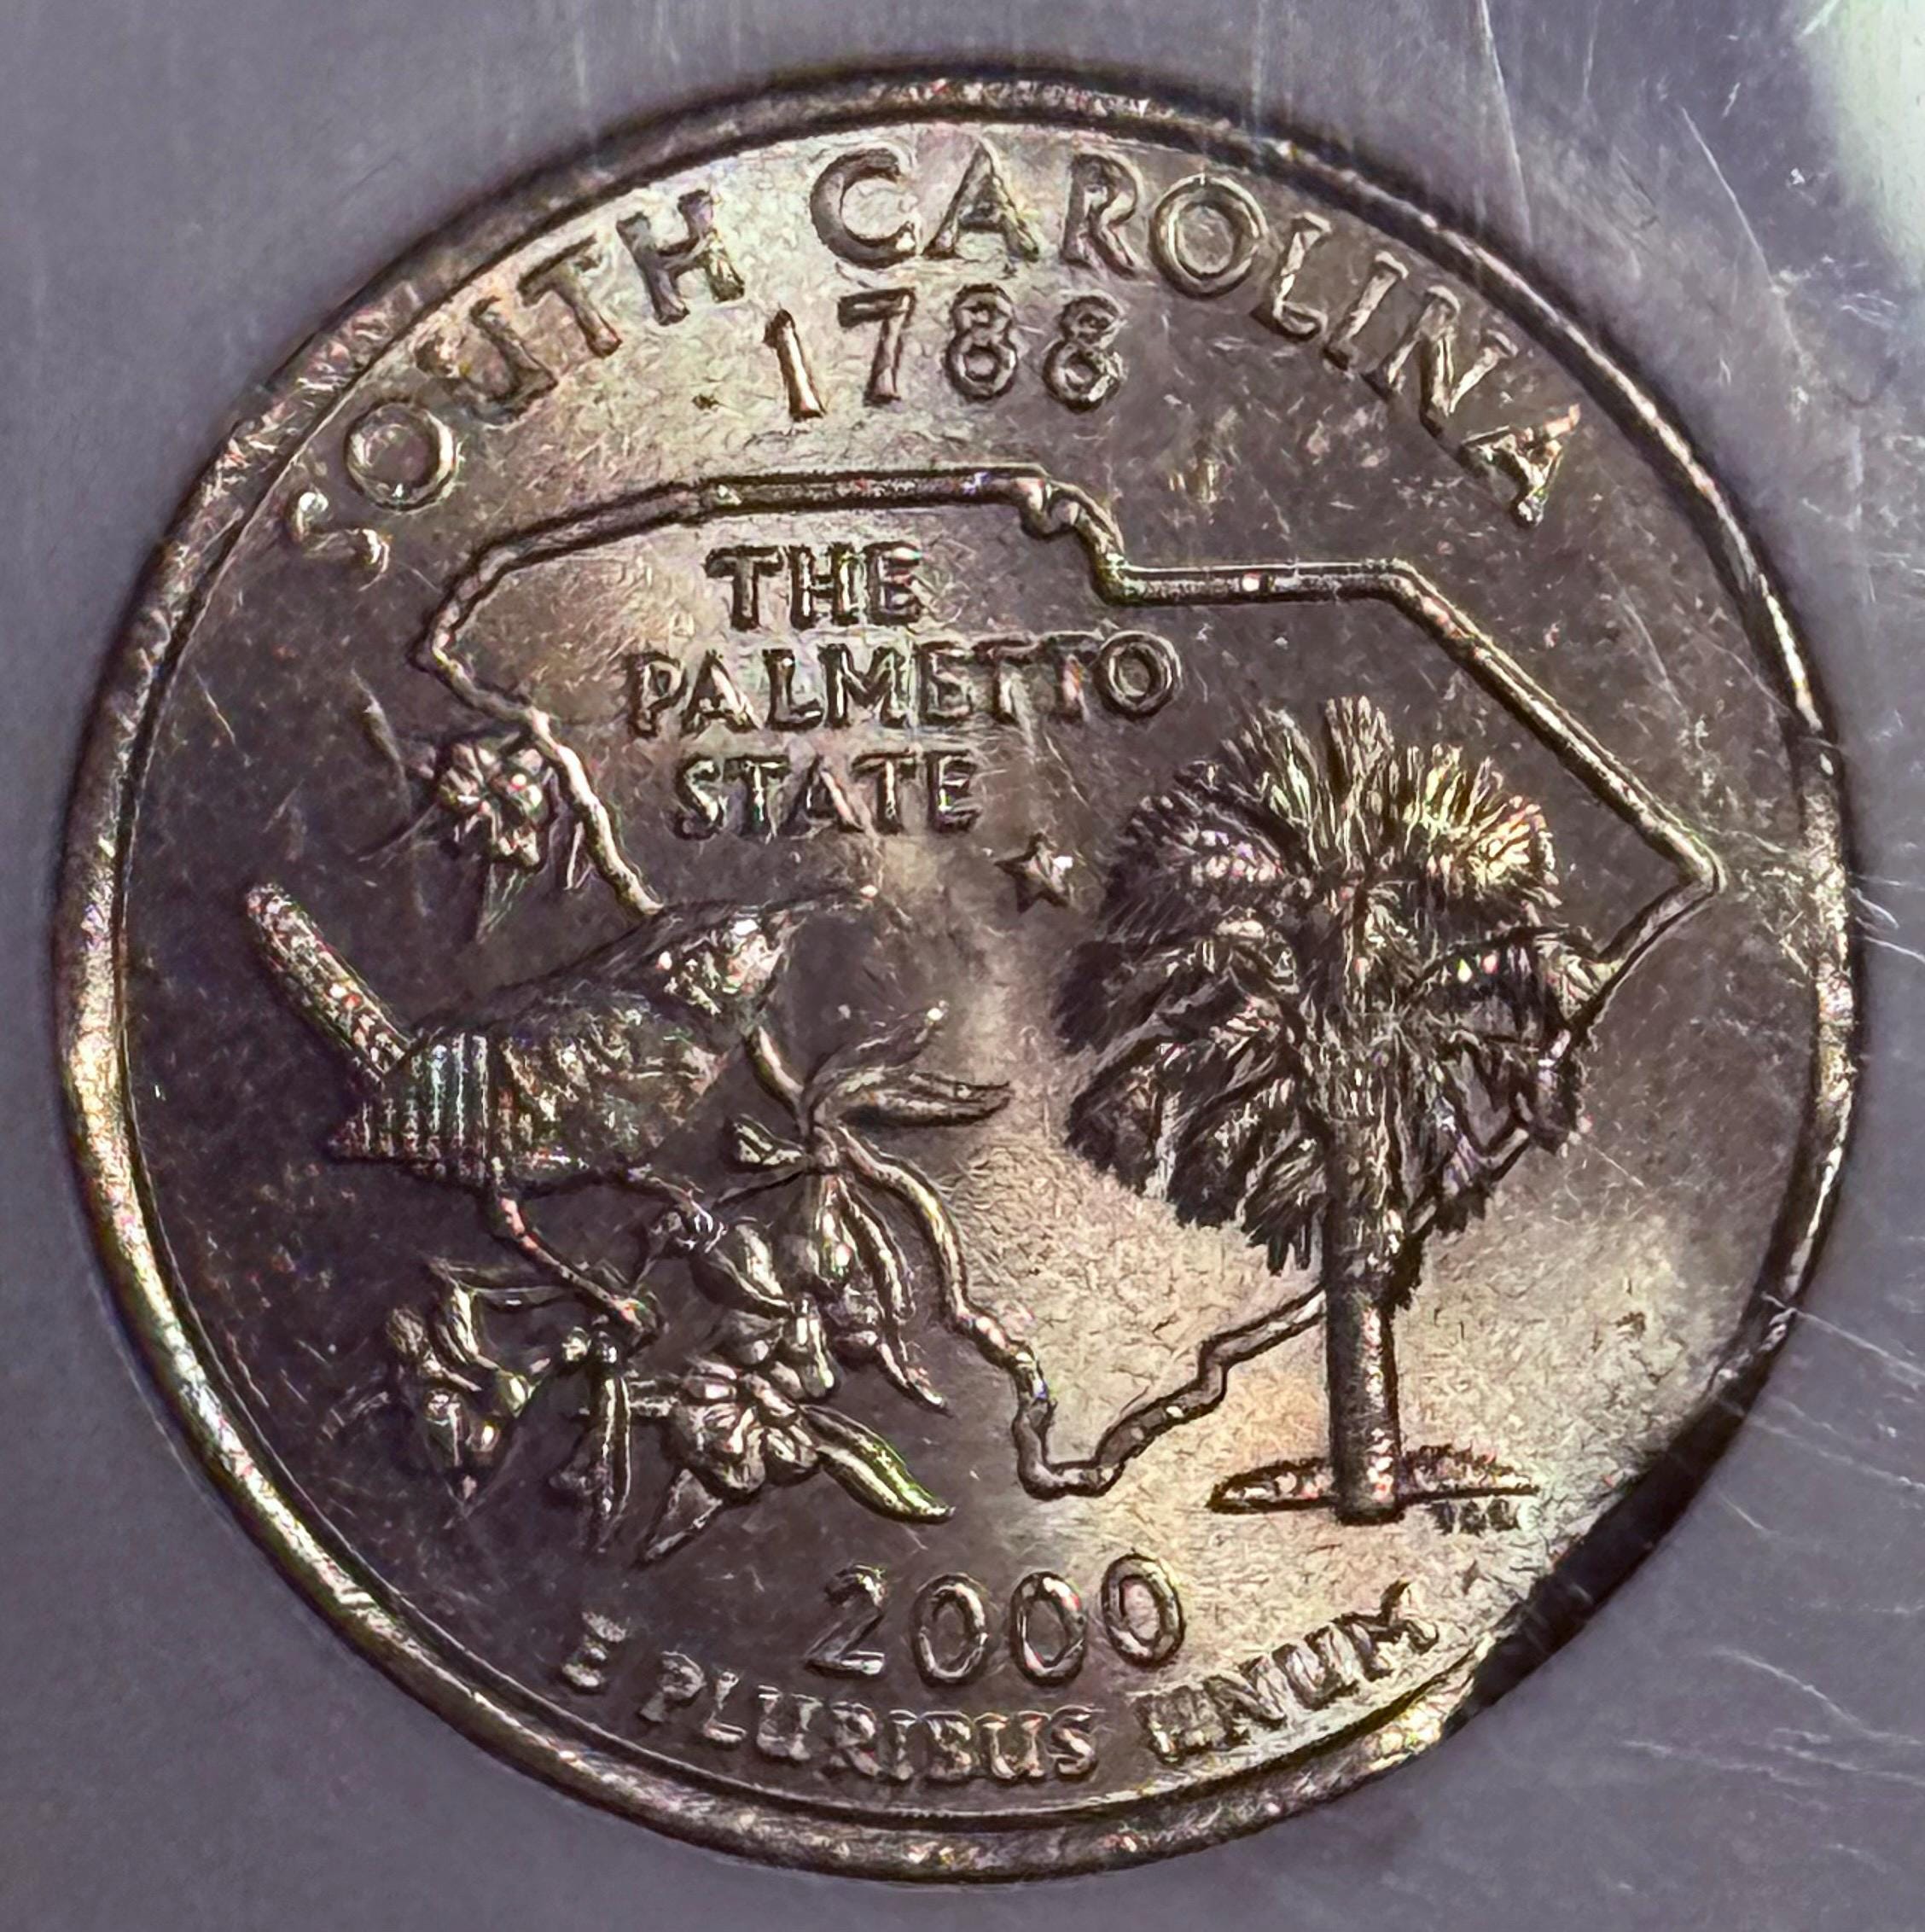 SOUTH CAROLINA
1788
THE
PALMETTO
STATE
2000
E PLURIBUS UNUM